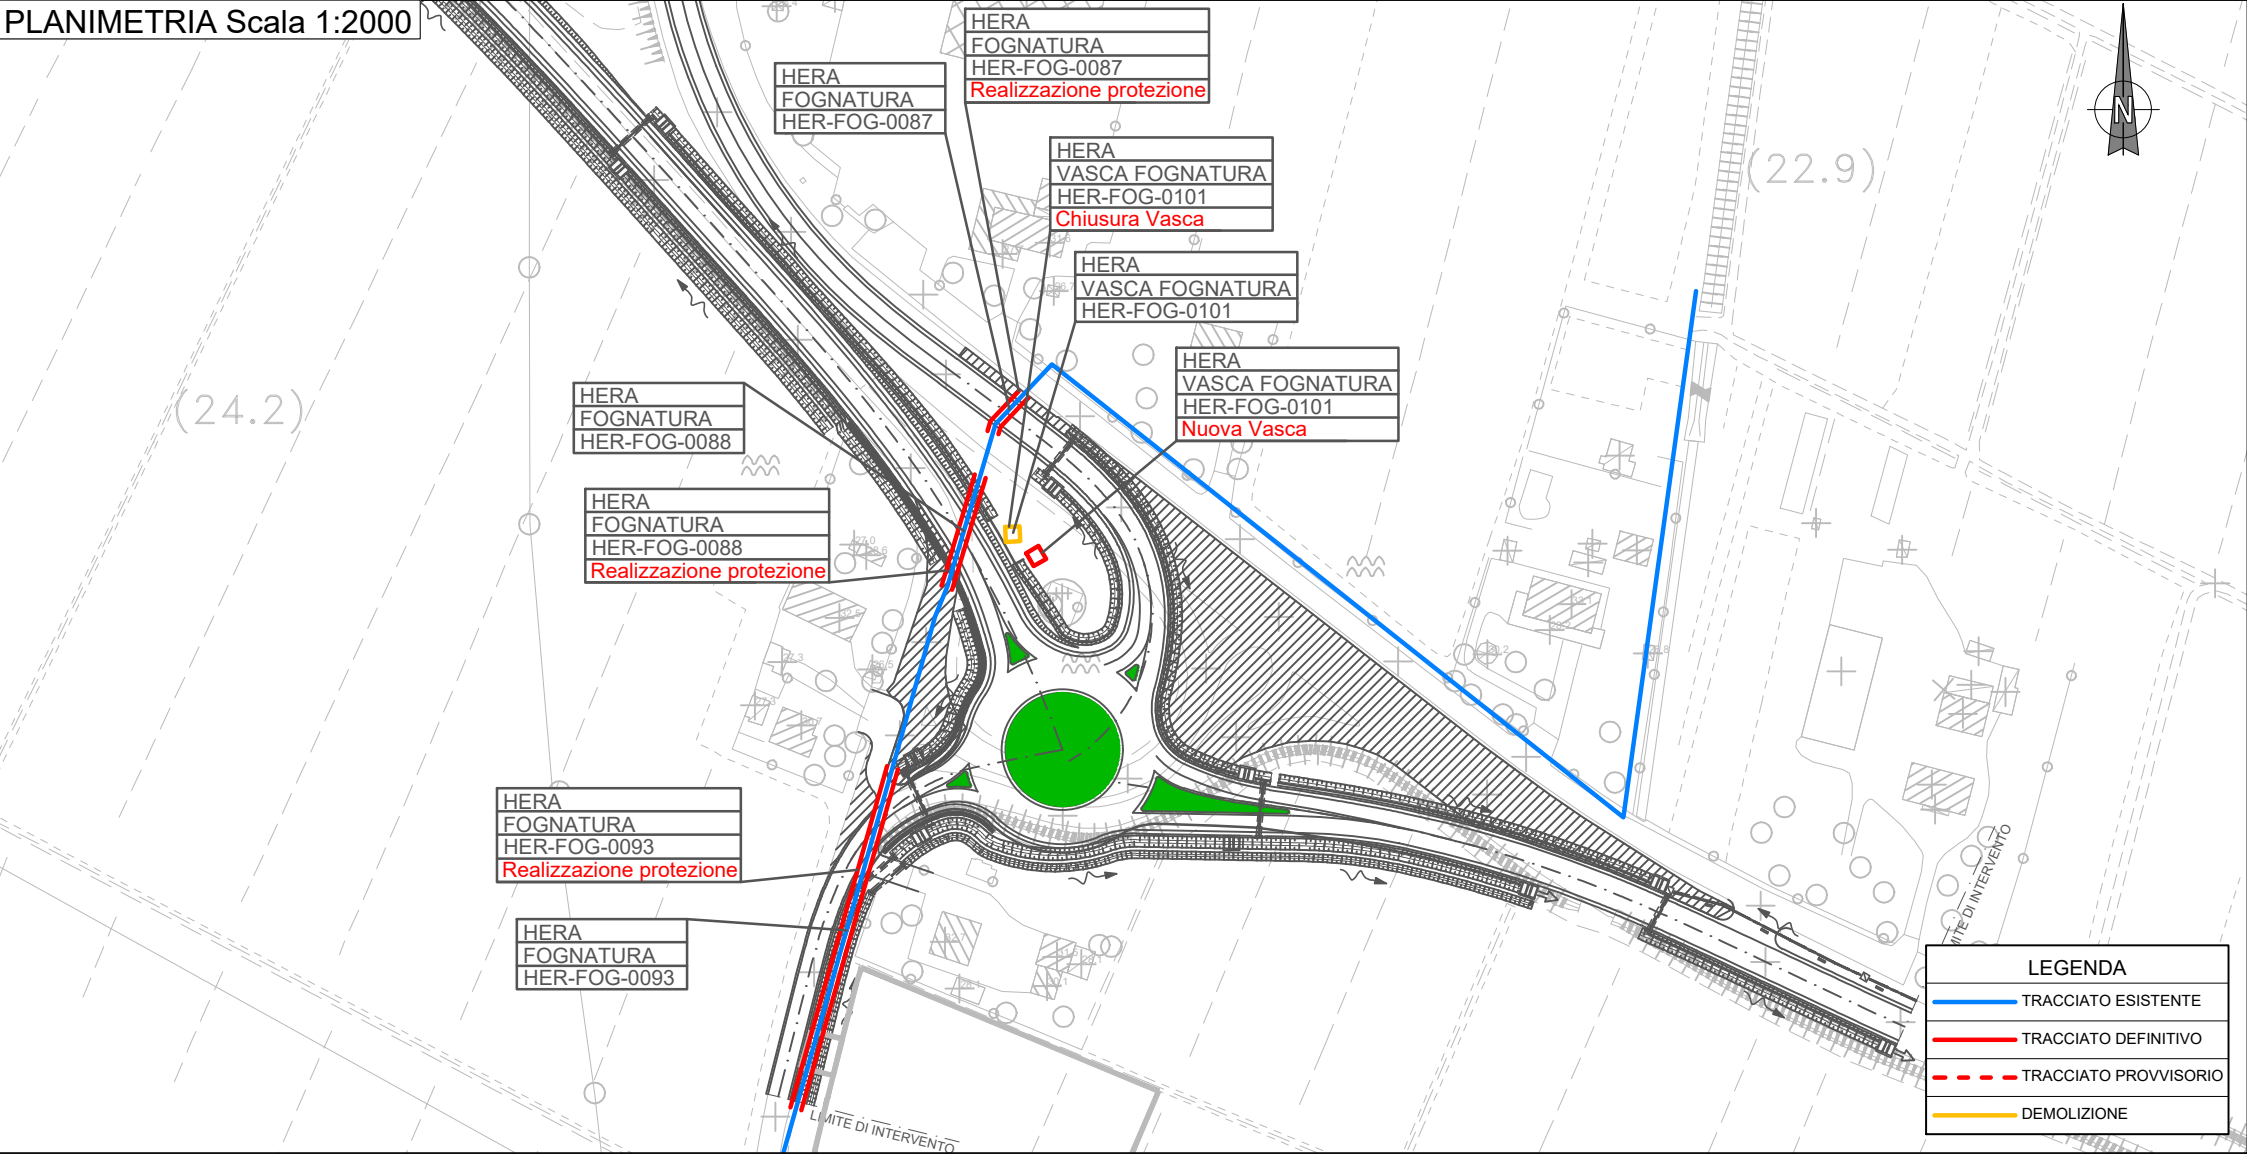 PLANIMETRIA Scala 1:2000
HERA
FOGNATURA
HER-FOG-0087
Realizzazione protezione
HERA
FOGNATURA
HER-FOG-0087
HERA
VASCA FOGNATURA
HER-FOG-0101
Chiusura Vasca
HERA
VASCA FOGNATURA
HER-FOG-0101
HERA
VASCA FOGNATURA
HER-FOG-0101
Nuova Vasca
N
(22.9)
(24.2)
HERA
FOGNATURA
HER-FOG-0088
HERA
FOGNATURA
HER-FOG-0088
Realizzazione protezione
HERA
FOGNATURA
HER-FOG-0093
Realizzazione protezione
HERA
FOGNATURA
HER-FOG-0093
LIMITE DI INTERVENTO
MITE DI INTERVENTO
LEGENDA
TRACCIATO ESISTENTE
TRACCIATO DEFINITIVO
TRACCIATO PROVVISORIO
DEMOLIZIONE